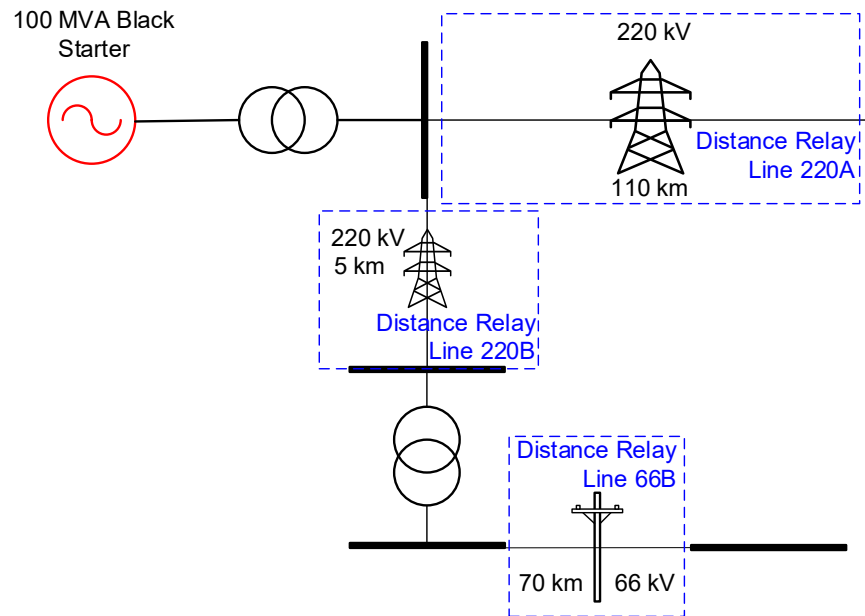 100 MVA Black
Starter
220 kV
Distance Relay
Line 220A
110 km
220 kV
5 km
Distance Relay
Line 220B
Distance Relay
Line 66B
70 km
66 kV